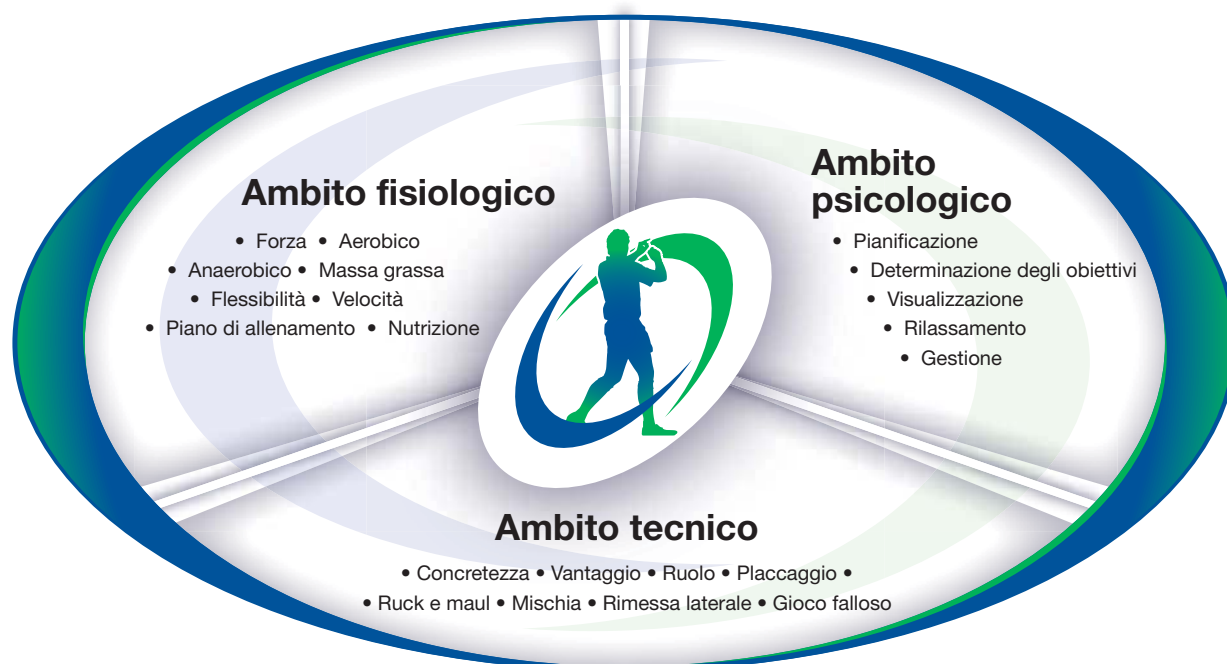 Ambito fisiologico
• Forza • Aerobico
• Anaerobico • Massa grassa
• Flessibilità • Velocità
• Piano di allenamento • Nutrizione
Ambito
psicologico
• Pianificazione
• Determinazione degli obiettivi
• Visualizzazione
• Rilassamento
• Gestione
Ambito tecnico
• Concretezza • Vantaggio • Ruolo • Placcaggio •
• Ruck e maul • Mischia • Rimessa laterale • Gioco falloso